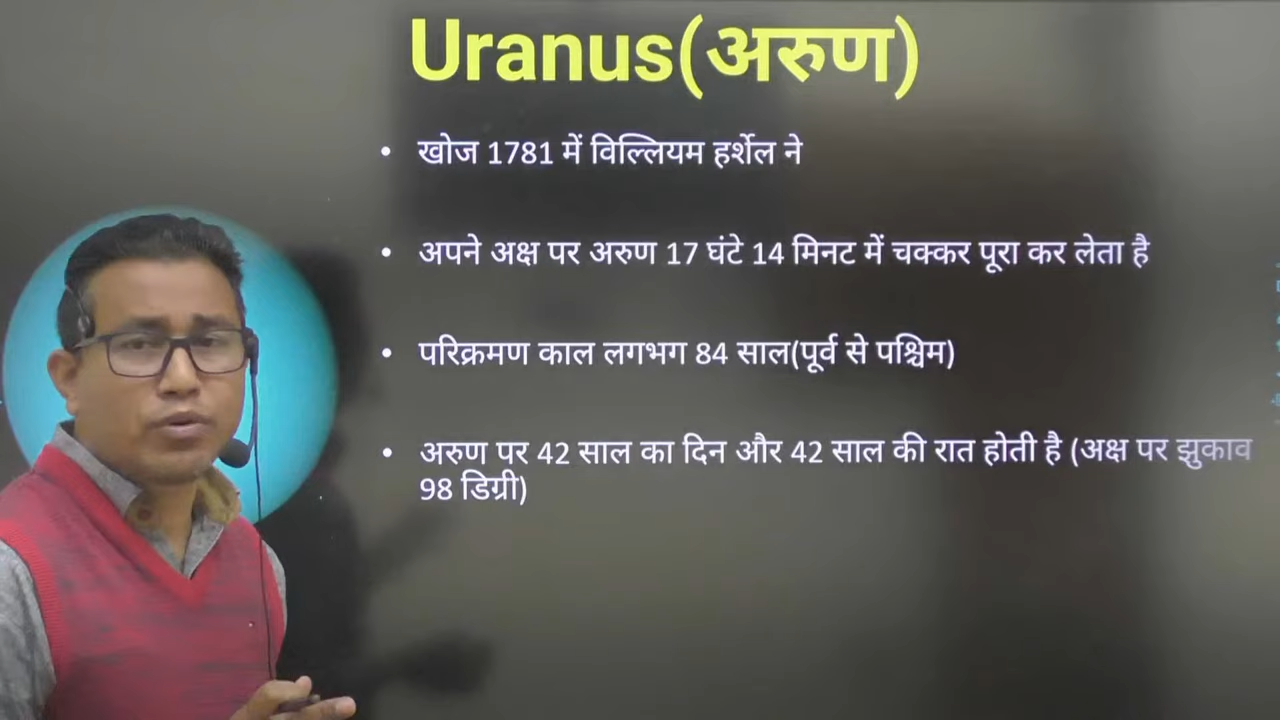 Uranus(अरुण)
• खोज 1781 में विल्लियम हर्शेल ने
• अपने अक्ष पर अरुण 17 घंटे 14 मिनट में चक्कर पूरा कर लेता है
• परिक्रमण काल लगभग 84 साल(पूर्व से पश्चिम)
• अरुण पर 42 साल का दिन और 42 साल की रात होती है (अक्ष पर झुकाव
98 डिग्री)